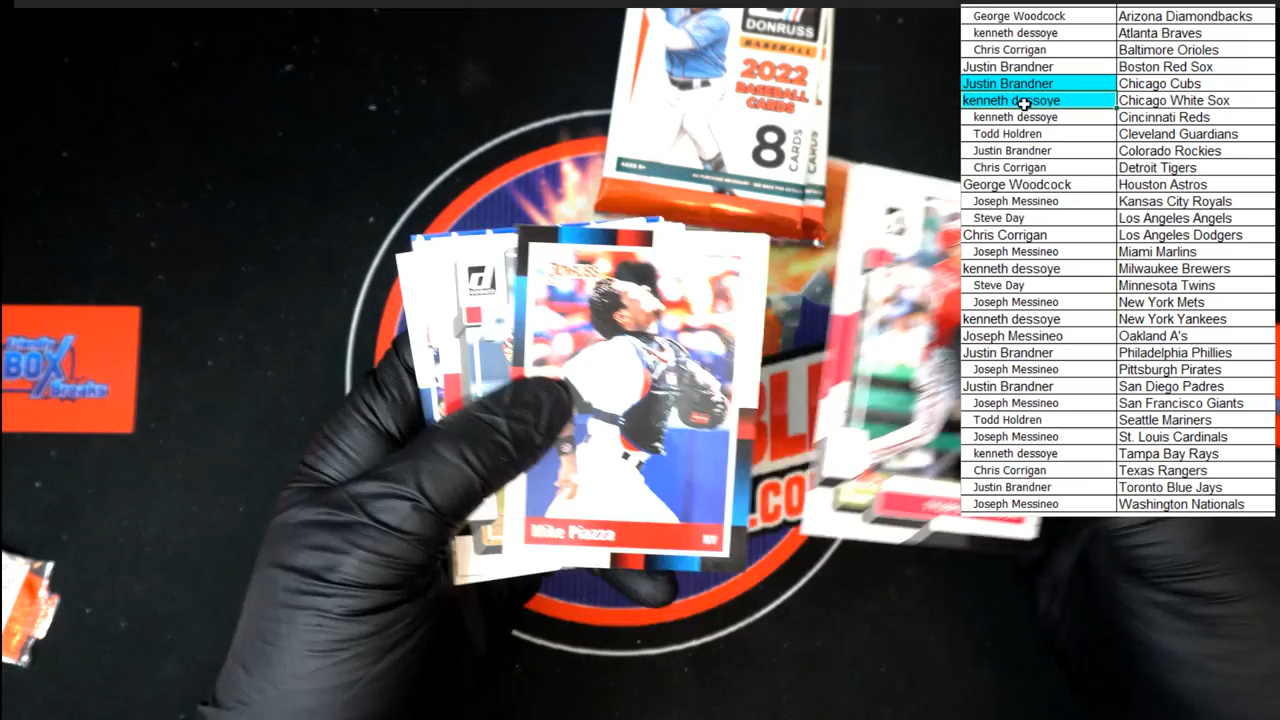 DONRUSS
BASEBALL
2022
BASEBALL
CARDS
8
CARDS
CARDS
AGES 8+
BOX
Breaks
DONRUSS
Mike Piazza
NY
.CO
George Woodcock Arizona Diamondbacks
kenneth dessoye Atlanta Braves
Chris Corrigan Baltimore Orioles
Justin Brandner Boston Red Sox
Justin Brandner Chicago Cubs
kenneth dessoye Chicago White Sox
kenneth dessoye Cincinnati Reds
Todd Holdren Cleveland Guardians
Justin Brandner Colorado Rockies
Chris Corrigan Detroit Tigers
George Woodcock Houston Astros
Joseph Messineo Kansas City Royals
Steve Day Los Angeles Angels
Chris Corrigan Los Angeles Dodgers
Joseph Messineo Miami Marlins
kenneth dessoye Milwaukee Brewers
Steve Day Minnesota Twins
Joseph Messineo New York Mets
kenneth dessoye New York Yankees
Joseph Messineo Oakland A's
Justin Brandner Philadelphia Phillies
Joseph Messineo Pittsburgh Pirates
Justin Brandner San Diego Padres
Joseph Messineo San Francisco Giants
Todd Holdren Seattle Mariners
Joseph Messineo St. Louis Cardinals
kenneth dessoye Tampa Bay Rays
Chris Corrigan Texas Rangers
Justin Brandner Toronto Blue Jays
Joseph Messineo Washington Nationals